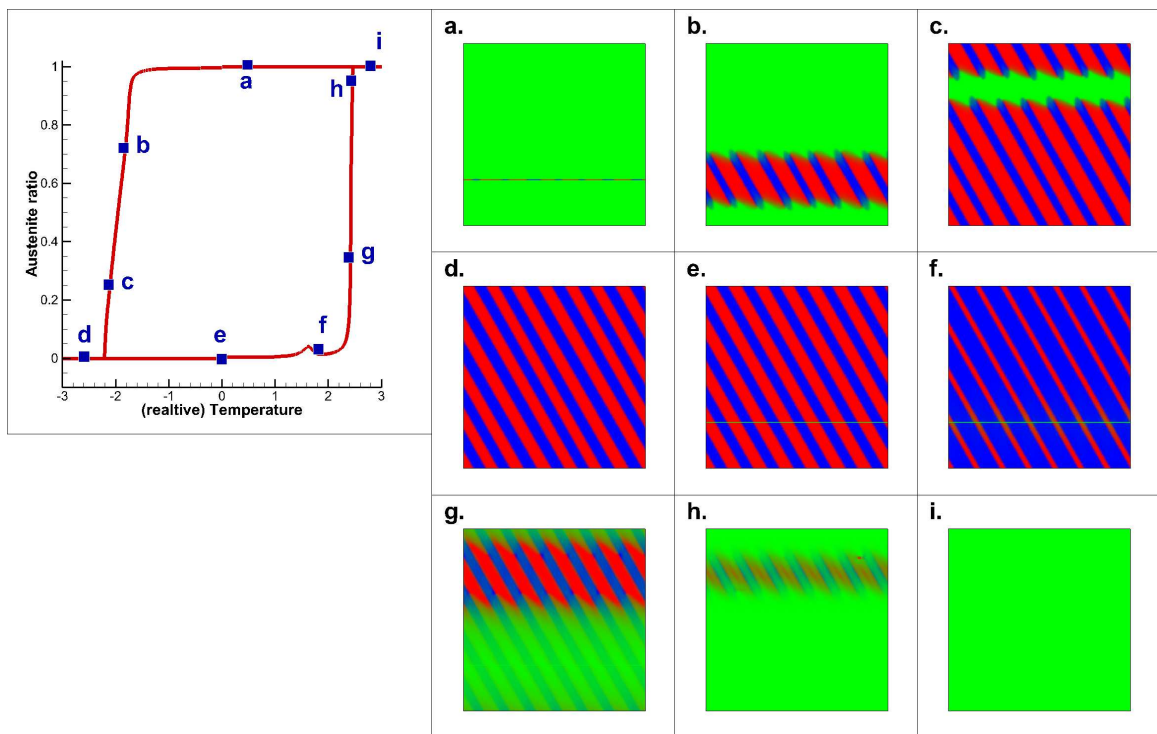 a.
b.
c.
d.
e.
f.
g.
h.
i.
Austenite ratio
1
0.8
0.6
0.4
0.2
0
-3
-2
-1
0
1
2
3
(realtive) Temperature
a
b
c
d
e
f
g
h
i